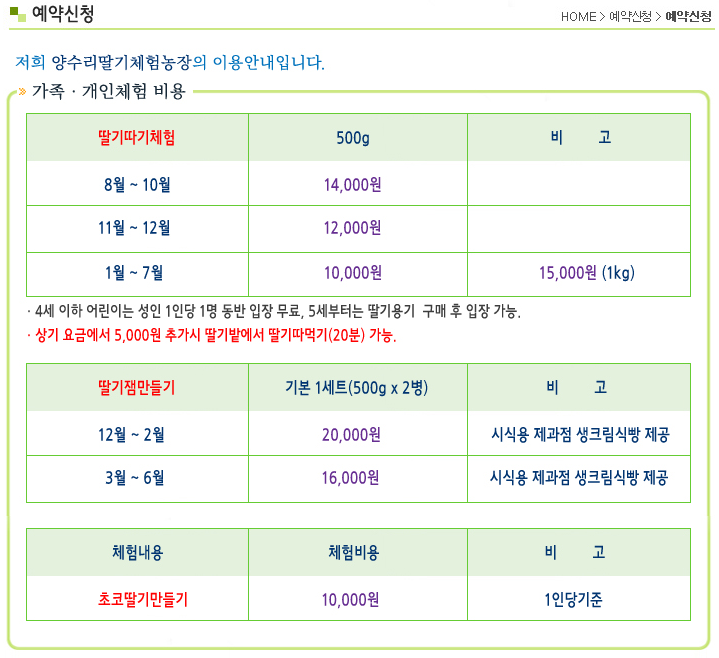 예약신청
HOME > 예약신청 > 예약신청
저희 양수리딸기체험농장의 이용안내입니다.
» 가족 · 개인체험 비용
딸기따기체험 500g 비 고
8월 ~ 10월 14,000원
11월 ~ 12월 12,000원
1월 ~ 7월 10,000원 15,000원 (1kg)
· 4세 이하 어린이는 성인 1인당 1명 동반 입장 무료, 5세부터는 딸기용기 구매 후 입장 가능.
· 상기 요금에서 5,000원 추가시 딸기밭에서 딸기따먹기(20분) 가능.
딸기잼만들기 기본 1세트(500g x 2병) 비 고
12월 ~ 2월 20,000원 시식용 제과점 생크림식빵 제공
3월 ~ 6월 16,000원 시식용 제과점 생크림식빵 제공
체험내용 체험비용 비 고
초코딸기만들기 10,000원 1인당기준